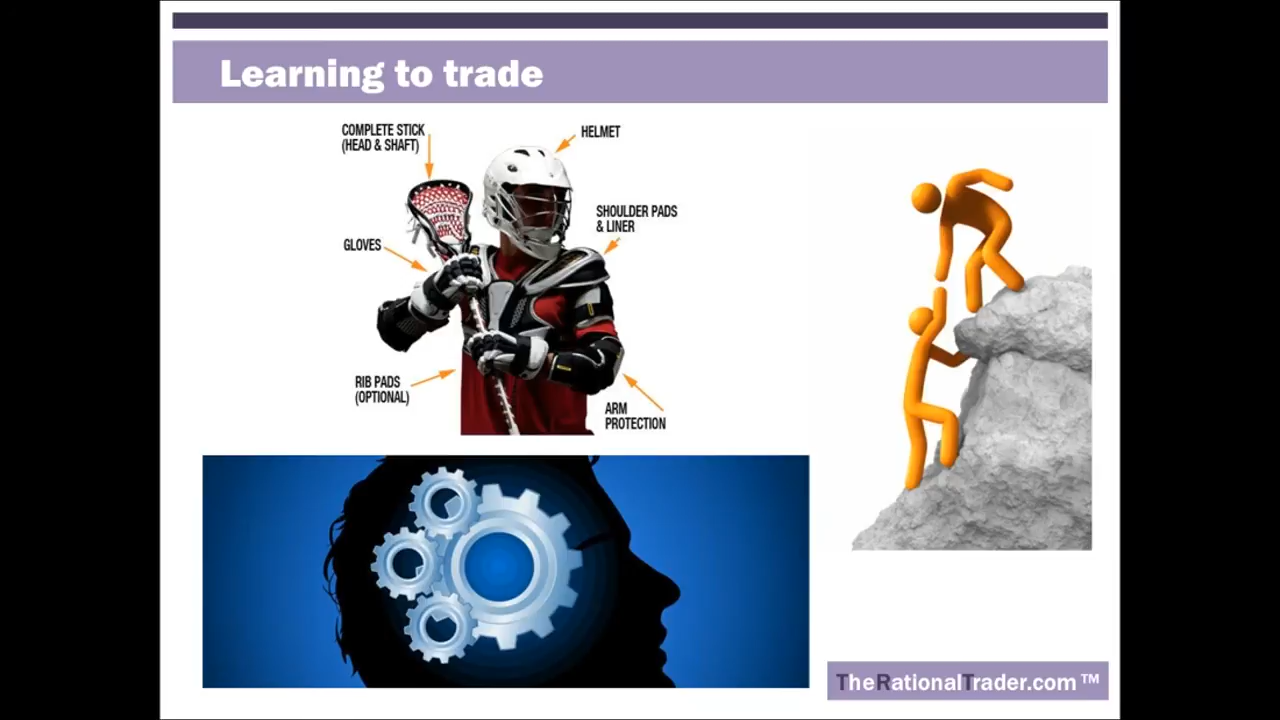 Learning to trade
COMPLETE STICK
(HEAD & SHAFT)
HELMET
SHOULDER PADS
& LINER
GLOVES
RIB PADS
(OPTIONAL)
ARM
PROTECTION
TheRationalTrader.com™